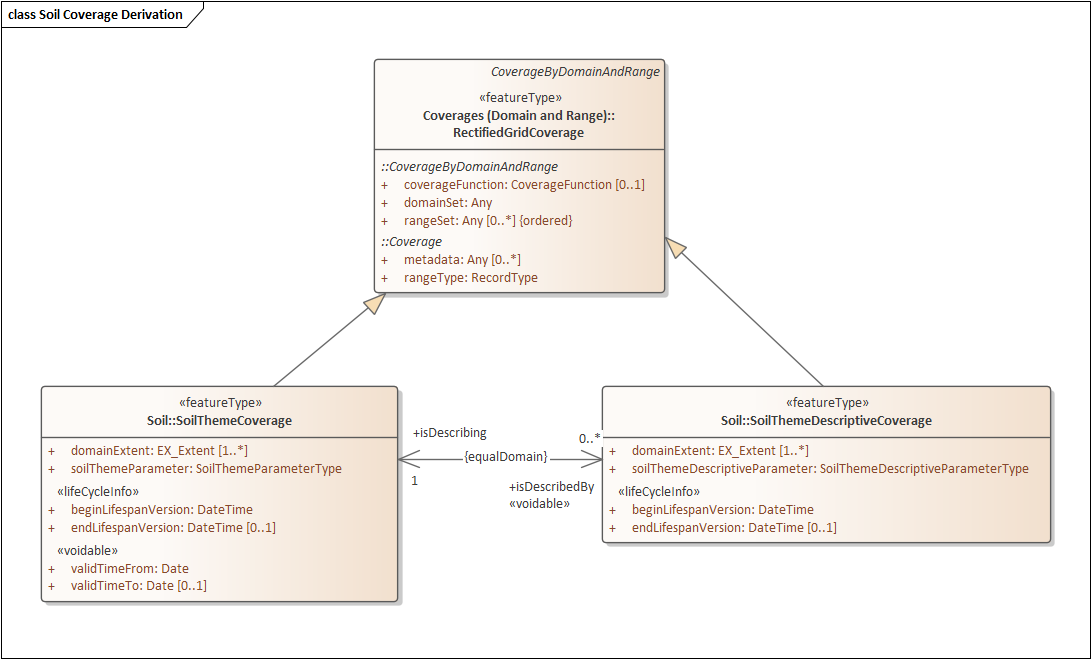 class Soil Coverage Derivation
CoverageByDomainAndRange
«featureType»
Coverages (Domain and Range)::
RectifiedGridCoverage
::CoverageByDomainAndRange
+ coverageFunction: CoverageFunction [0..1]
+ domainSet: Any
+ rangeSet: Any [0..*] {ordered}
::Coverage
+ metadata: Any [0..*]
+ rangeType: RecordType
«featureType»
Soil::SoilThemeCoverage
+ domainExtent: EX_Extent [1..*]
+ soilThemeParameter: SoilThemeParameterType
«lifeCycleInfo»
+ beginLifespanVersion: DateTime
+ endLifespanVersion: DateTime [0..1]
«voidable»
+ validTimeFrom: Date
+ validTimeTo: Date [0..1]
+isDescribing
0..*
{equalDomain}
1
+isDescribedBy
«voidable»
«featureType»
Soil::SoilThemeDescriptiveCoverage
+ domainExtent: EX_Extent [1..*]
+ soilThemeDescriptiveParameter: SoilThemeDescriptiveParameterType
«lifeCycleInfo»
+ beginLifespanVersion: DateTime
+ endLifespanVersion: DateTime [0..1]